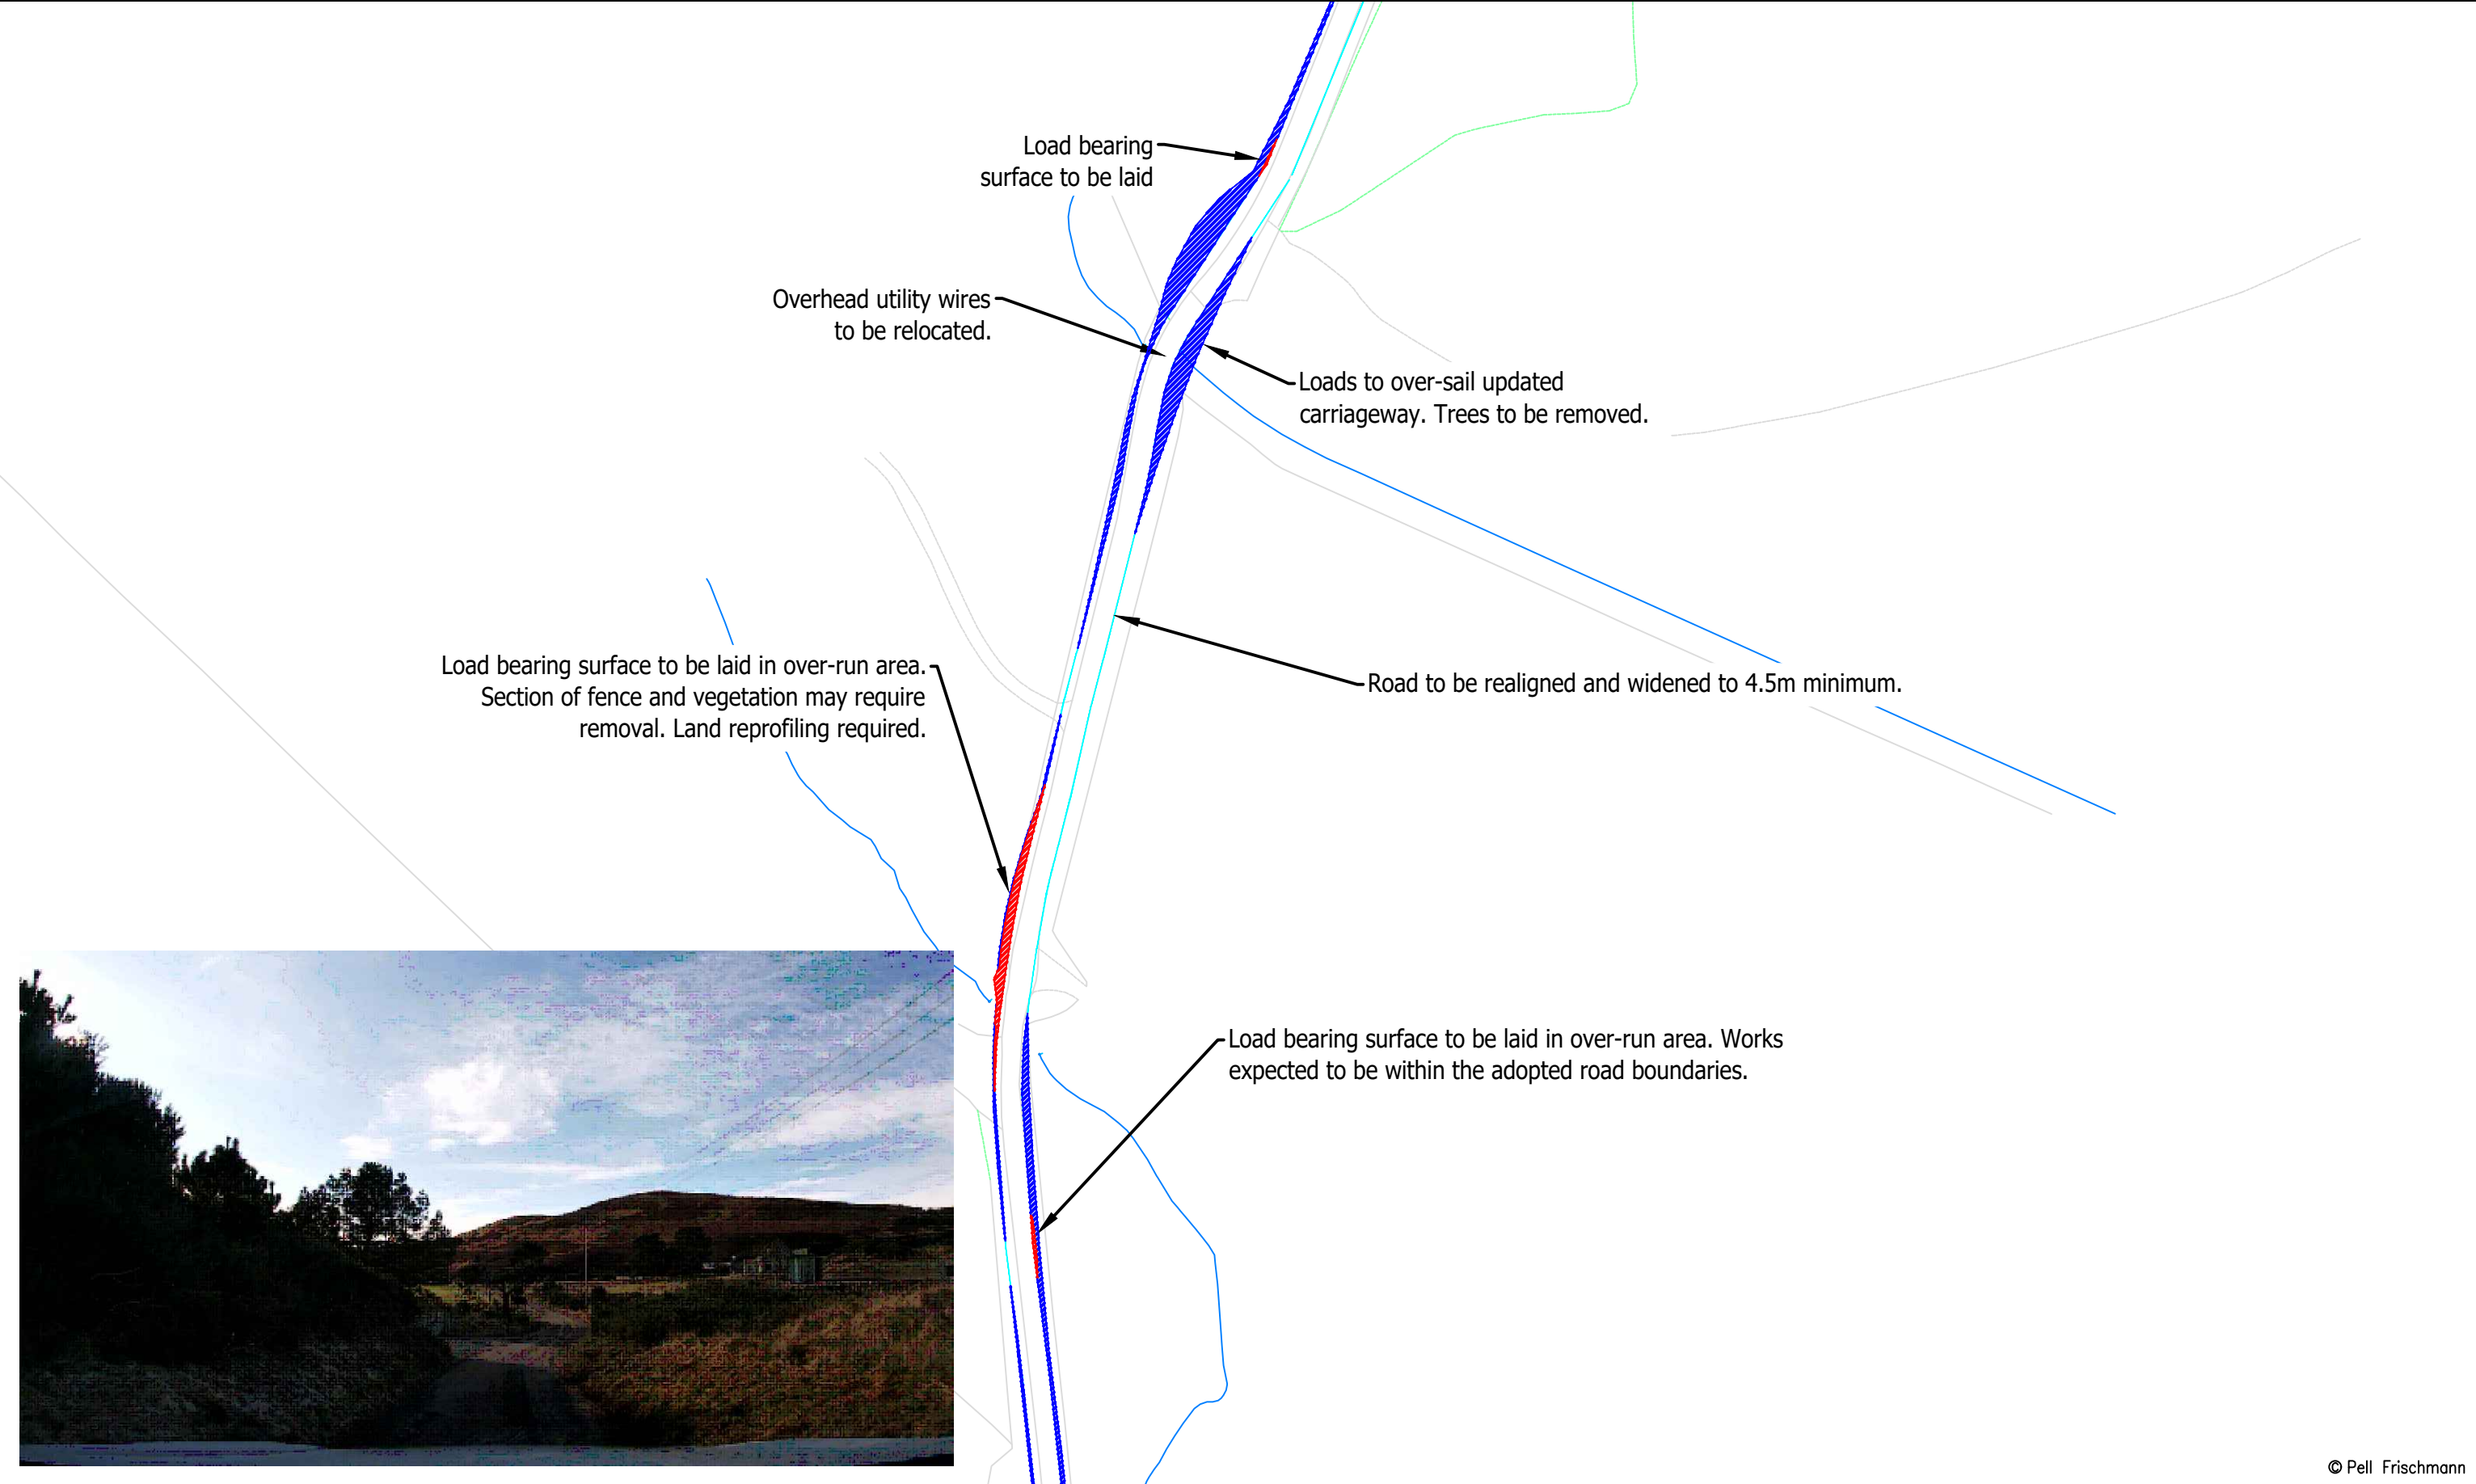 Load bearing
surface to be laid
Overhead utility wires
to be relocated.
Loads to over-sail updated
carriageway. Trees to be removed.
Load bearing surface to be laid in over-run area.
Section of fence and vegetation may require
removal. Land reprofiling required.
Road to be realigned and widened to 4.5m minimum.
Load bearing surface to be laid in over-run area. Works
expected to be within the adopted road boundaries.
© Pell Frischmann